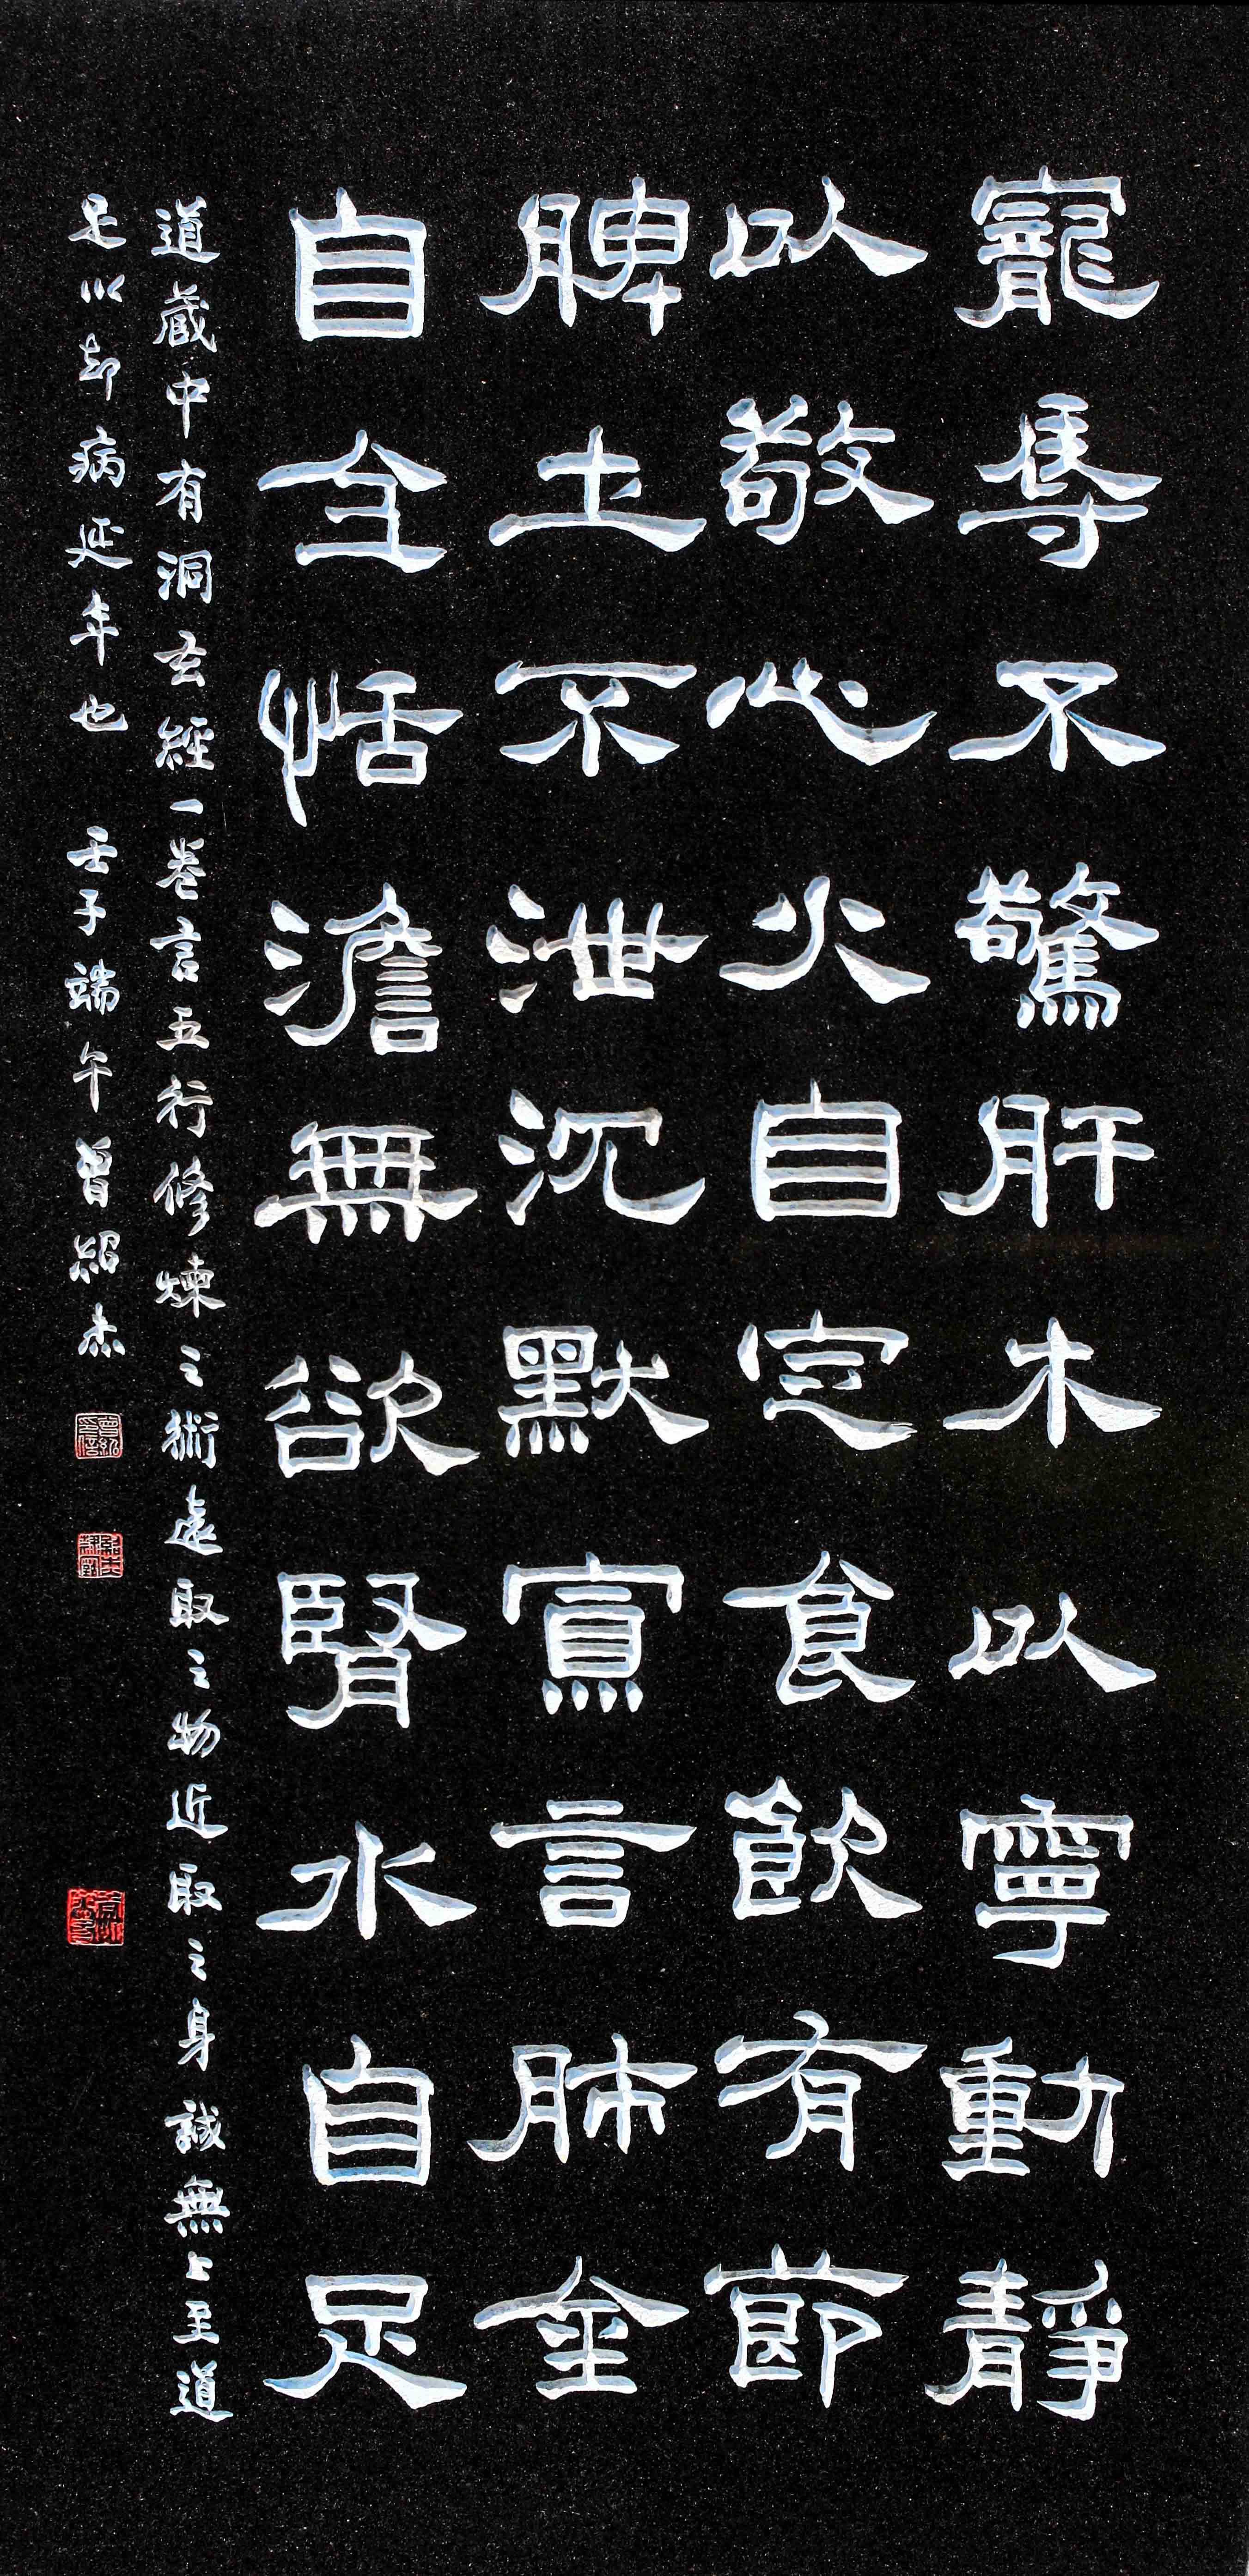 寵辱不驚肝木以寧動靜
以敬心火自定食飲有節
脾土不泄沉默寡言肺金
自全恬澹無欲腎水自足
道藏中有洞玄經一卷言五行修煉之術遠取之物近取之身誠無上至道
足以却病延年也 壬子端午曾紹杰